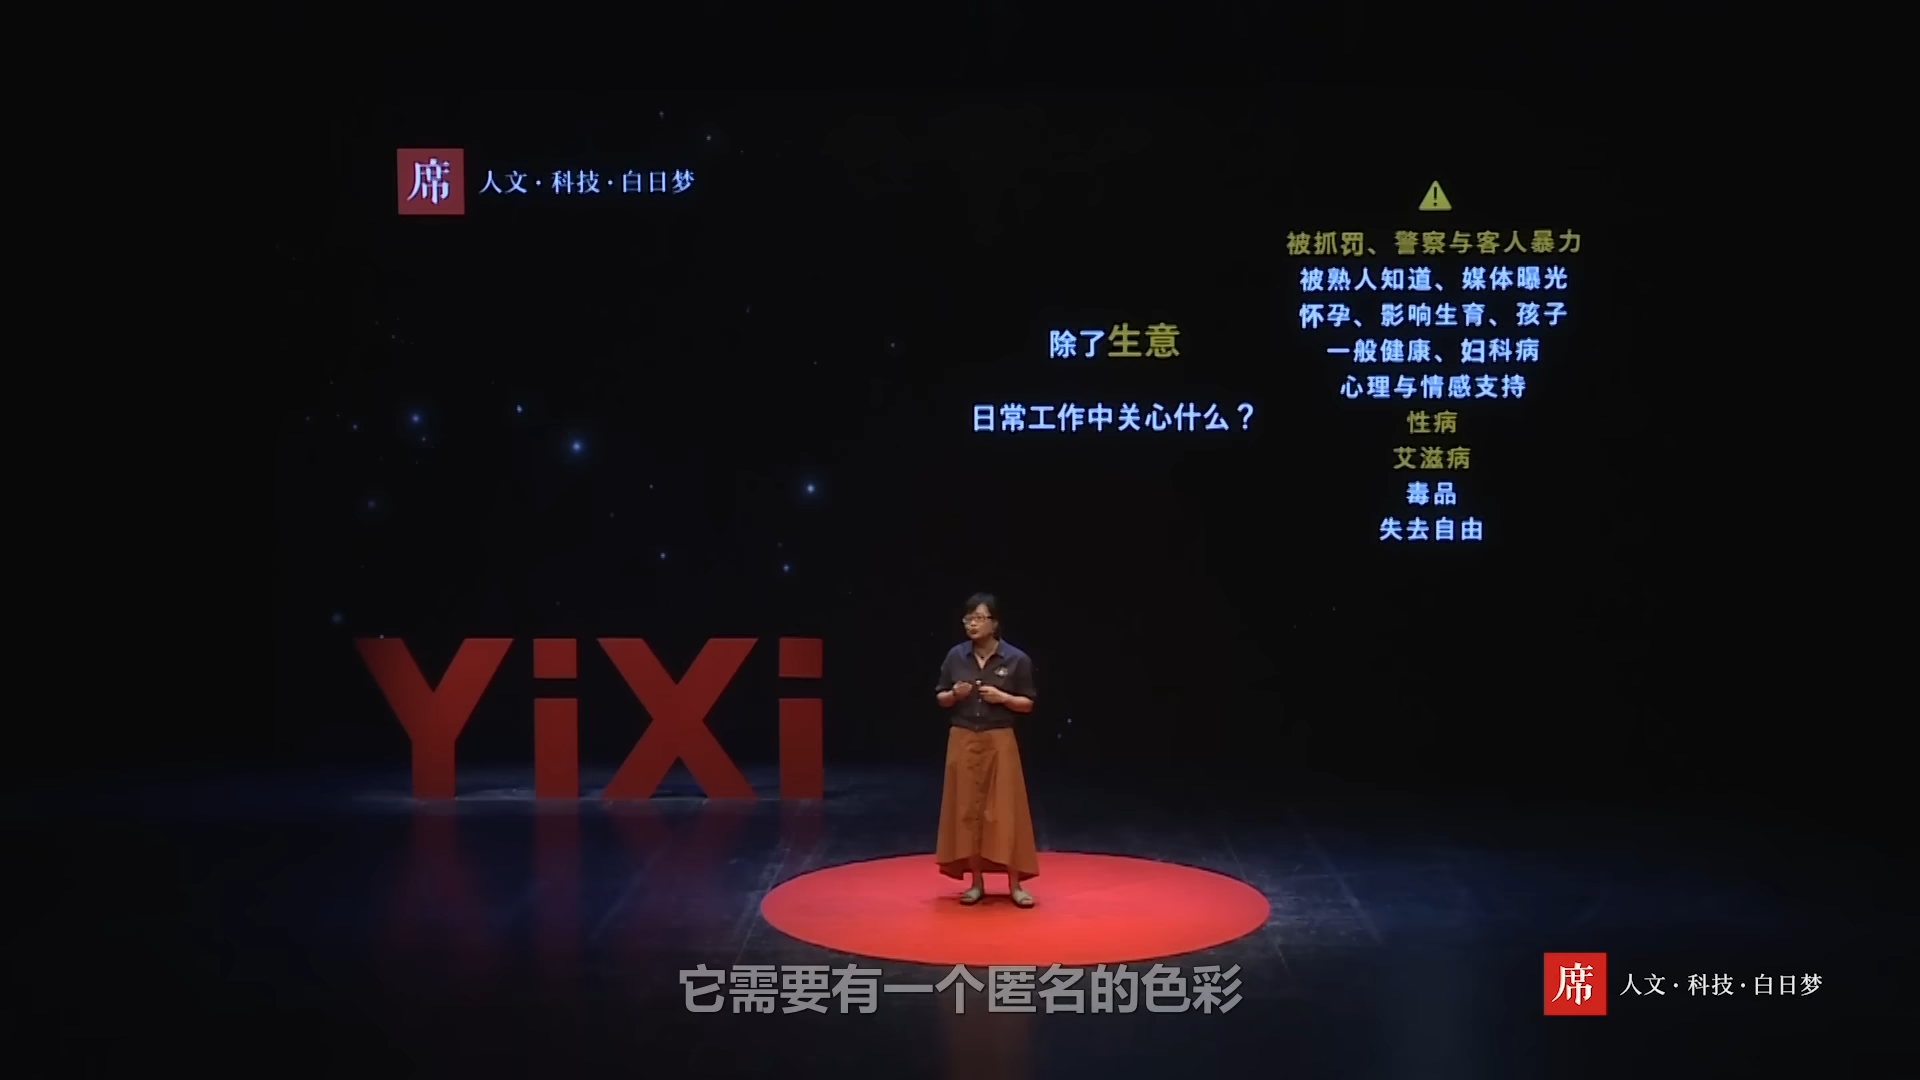 席 人文·科技·白日梦
除了生意
日常工作中关心什么？
被抓罚、警察与客人暴力
被熟人知道、媒体曝光
怀孕、影响生育、孩子
一般健康、妇科病
心理与情感支持
性病
艾滋病
毒品
失去自由
YiXi
它需要有一个匿名的色彩
席 人文·科技·白日梦